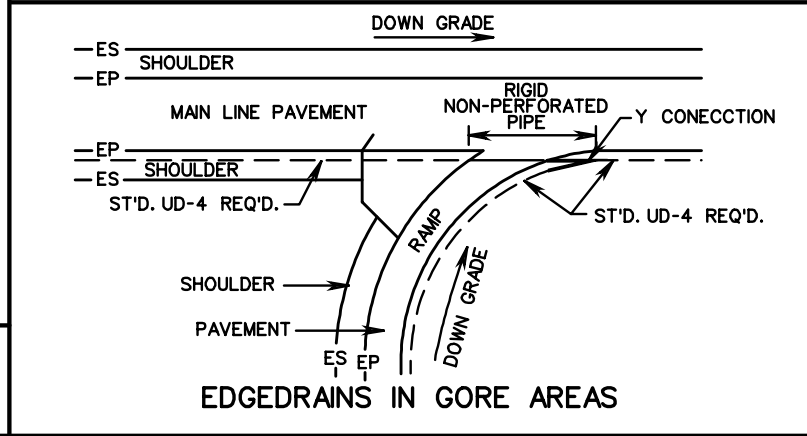 DOWN GRADE
ES
SHOULDER
EP
RIGID
NON-PERFORATED
PIPE
MAIN LINE PAVEMENT
Y CONECCTION
EP
SHOULDER
ES
ST'D. UD-4 REQ'D.
ST'D. UD-4 REQ'D.
RAMP
SHOULDER
DOWN GRADE
PAVEMENT
ES
EP
EDGEDRAINS IN GORE AREAS